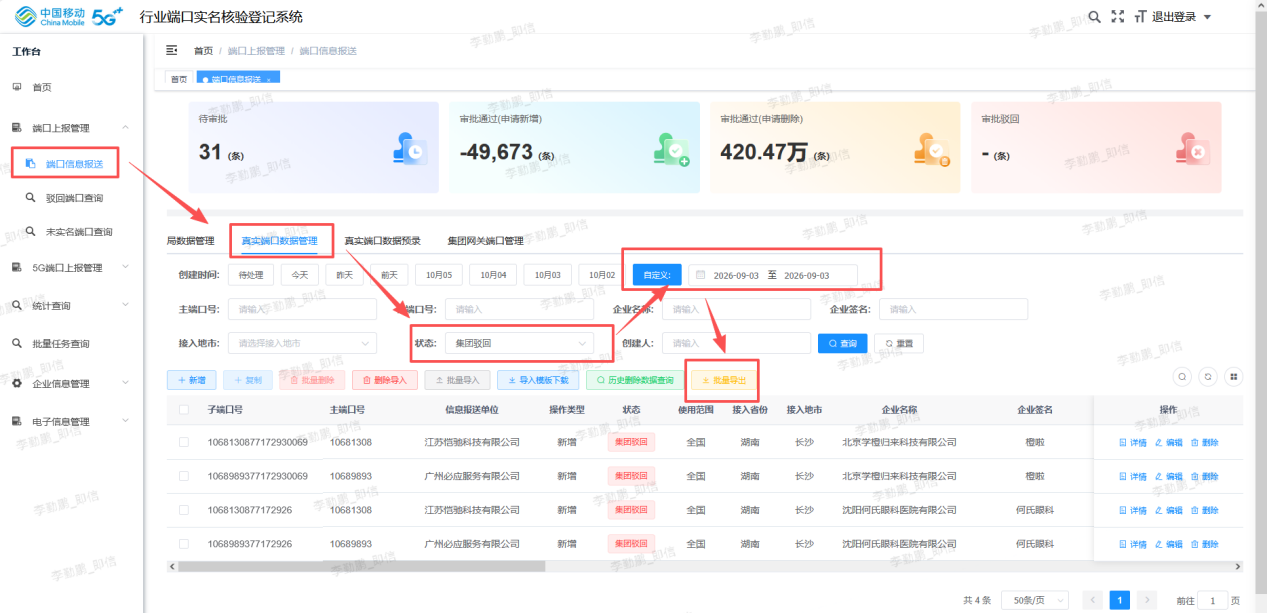 中国移动 China Mobile 5G++ 行业端口实名核验登记系统 退出登录
工作台
首页
端口上报管理
端口信息报送
驳回端口查询
未实名端口查询
5G端口上报管理
统计查询
批量任务查询
企业信息管理
电子信息管理
首页 / 端口上报管理 / 端口信息报送
首页 端口信息报送 ×
待审批
31 (条)
审批通过(申请新增)
-49,673 (条)
审批通过(申请删除)
420.47万 (条)
审批驳回
- (条)
局数据管理 真实端口数据管理 真实端口数据预录 集团网关端口管理
创建时间: 待处理 今天 昨天 前天 10月05 10月04 10月03 10月02 自定义: 2026-09-03 至 2026-09-03
主端口号: 请输入 端口号: 请输入 企业名称: 请输入 企业签名: 请输入
接入地市: 请选择接入地市 状态: 集团驳回 创建人: 请输入 查询 重置
新增 复制 批量删除 删除导入 批量导入 导入模板下载 历史删除数据查询 批量导出
子端口号 主端口号 信息报送单位 操作类型 状态 使用范围 接入省份 接入地市 企业名称 企业签名 操作
1068130877172930069 10681308 江苏恺驰科技有限公司 新增 集团驳回 全国 湖南 长沙 北京学橙归来科技有限公司 橙啦 详情 编辑 删除
1068989377172930069 10689893 广州必应服务有限公司 新增 集团驳回 全国 湖南 长沙 北京学橙归来科技有限公司 橙啦 详情 编辑 删除
1068130877172926 10681308 江苏恺驰科技有限公司 新增 集团驳回 全国 湖南 长沙 沈阳何氏眼科医院有限公司 何氏眼科 详情 编辑 删除
1068989377172926 10689893 广州必应服务有限公司 新增 集团驳回 全国 湖南 长沙 沈阳何氏眼科医院有限公司 何氏眼科 详情 编辑 删除
共 4 条 50条/页 1 前往 1 页